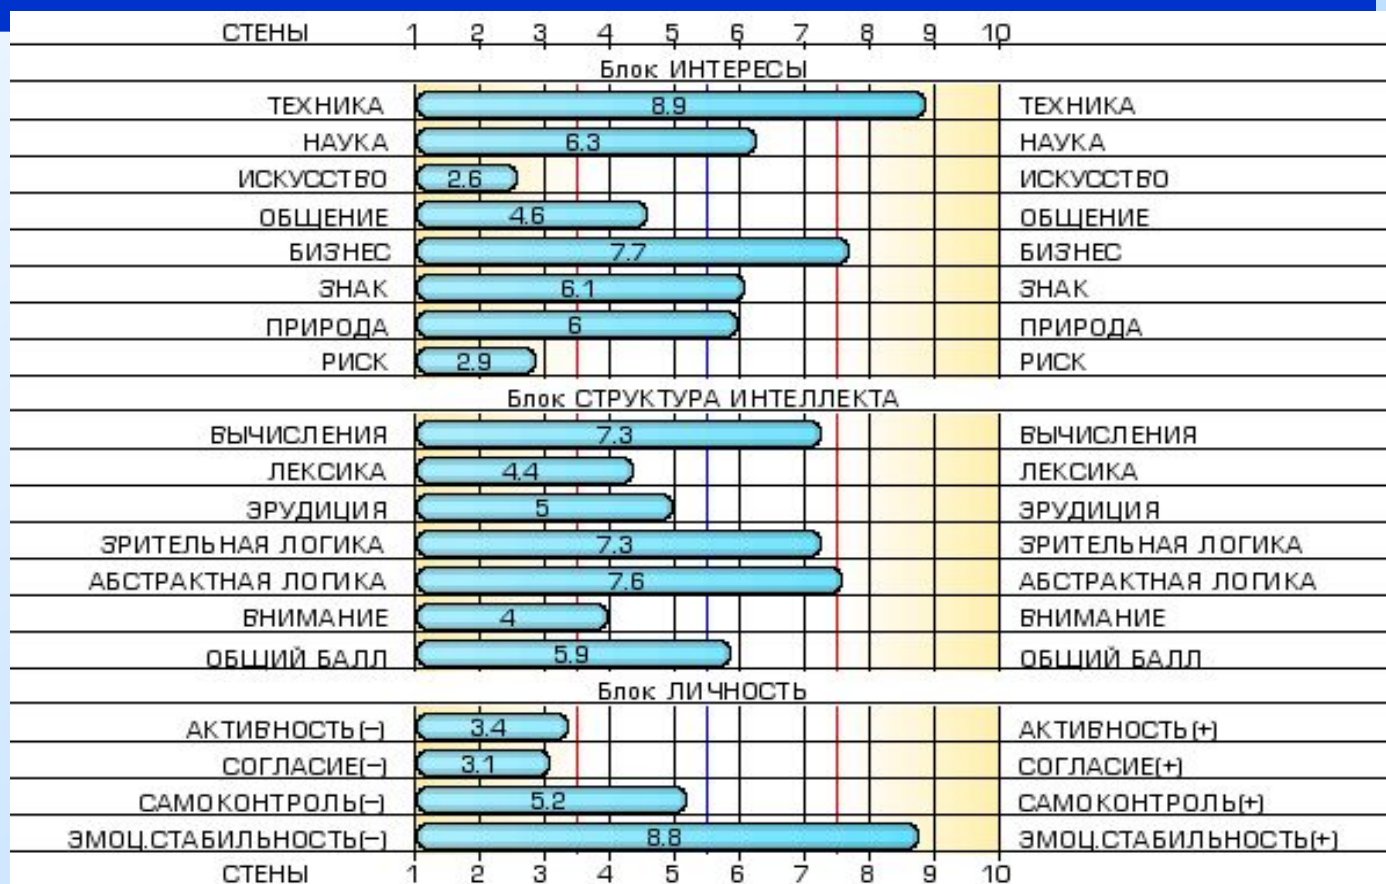 СТЕНЫ 1 2 3 4 5 6 7 8 9 10
Блок ИНТЕРЕСЫ
ТЕХНИКА 8.9 ТЕХНИКА
НАУКА 6.3 НАУКА
ИСКУССТВО 2.6 ИСКУССТВО
ОБЩЕНИЕ 4.6 ОБЩЕНИЕ
БИЗНЕС 7.7 БИЗНЕС
ЗНАК 6.1 ЗНАК
ПРИРОДА 6 ПРИРОДА
РИСК 2.9 РИСК
Блок СТРУКТУРА ИНТЕЛЛЕКТА
ВЫЧИСЛЕНИЯ 7.3 ВЫЧИСЛЕНИЯ
ЛЕКСИКА 4.4 ЛЕКСИКА
ЭРУДИЦИЯ 5 ЭРУДИЦИЯ
ЗРИТЕЛЬНАЯ ЛОГИКА 7.3 ЗРИТЕЛЬНАЯ ЛОГИКА
АБСТРАКТНАЯ ЛОГИКА 7.6 АБСТРАКТНАЯ ЛОГИКА
ВНИМАНИЕ 4 ВНИМАНИЕ
ОБЩИЙ БАЛЛ 5.9 ОБЩИЙ БАЛЛ
Блок ЛИЧНОСТЬ
АКТИВНОСТЬ(−) 3.4 АКТИВНОСТЬ(+)
СОГЛАСИЕ(−) 3.1 СОГЛАСИЕ(+)
САМОКОНТРОЛЬ(−) 5.2 САМОКОНТРОЛЬ(+)
ЭМОЦ.СТАБИЛЬНОСТЬ(−) 8.8 ЭМОЦ.СТАБИЛЬНОСТЬ(+)
СТЕНЫ 1 2 3 4 5 6 7 8 9 10